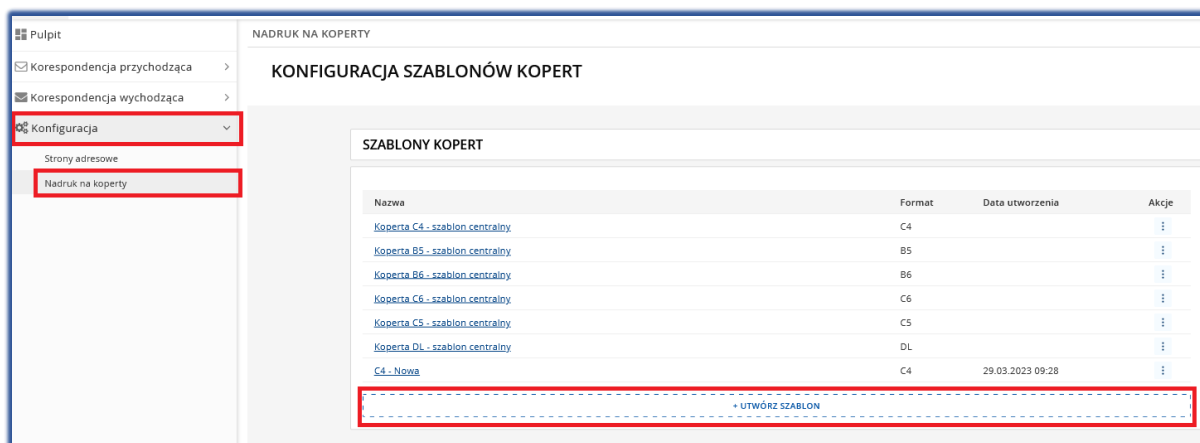 Pulpit
Korespondencja przychodząca
Korespondencja wychodząca
Konfiguracja
Strony adresowe
Nadruk na koperty
NADRUK NA KOPERTY
KONFIGURACJA SZABLONÓW KOPERT
SZABLONY KOPERT
Nazwa Format Data utworzenia Akcje
Koperta C4 - szablon centralny C4
Koperta B5 - szablon centralny B5
Koperta B6 - szablon centralny B6
Koperta C6 - szablon centralny C6
Koperta C5 - szablon centralny C5
Koperta DL - szablon centralny DL
C4 - Nowa C4 29.03.2023 09:28
+ UTWÓRZ SZABLON